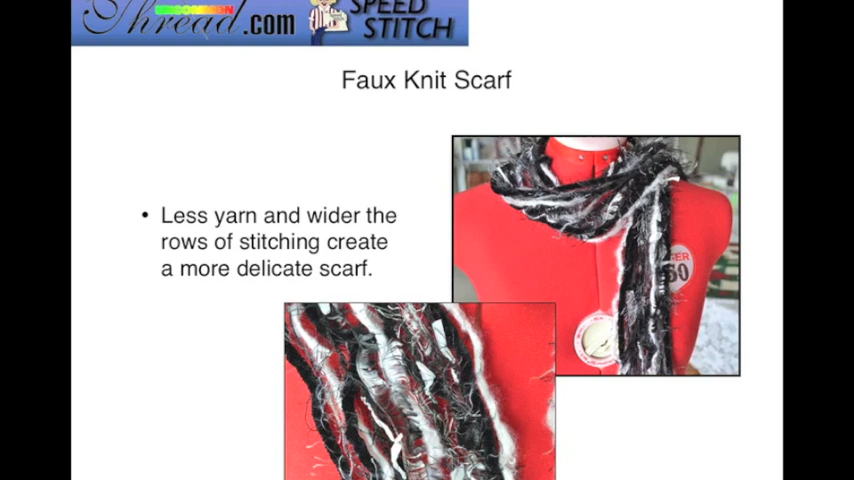 Thread.com
UNCOMMON
SPEED
STITCH
Faux Knit Scarf
• Less yarn and wider the
rows of stitching create
a more delicate scarf.